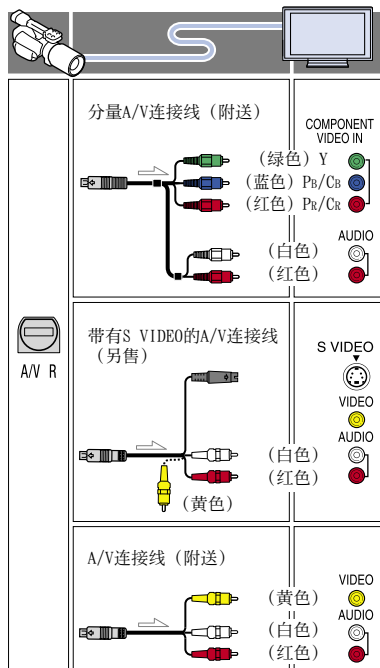 分量A/V连接线（附送）
COMPONENT
VIDEO IN
（绿色）Y
（蓝色）PB/CB
（红色）PR/CR
AUDIO
（白色）
（红色）
A/V R
带有S VIDEO的A/V连接线
（另售）
S VIDEO
VIDEO
AUDIO
（白色）
（红色）
（黄色）
A/V连接线（附送）
VIDEO
（黄色）
AUDIO
（白色）
（红色）